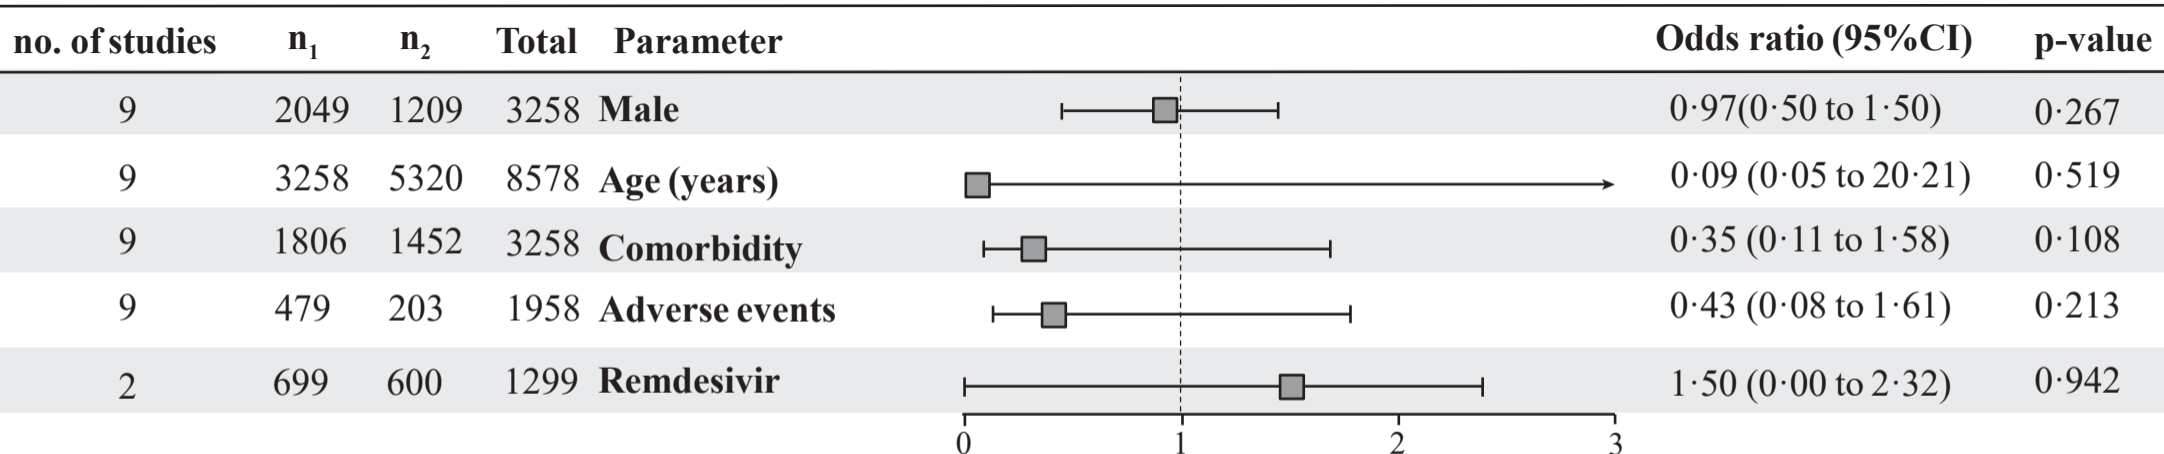 no. of studies n₁ n₂ Total Parameter Odds ratio (95%CI) p-value
9 2049 1209 3258 Male 0·97(0·50 to 1·50) 0·267
9 3258 5320 8578 Age (years) 0·09 (0·05 to 20·21) 0·519
9 1806 1452 3258 Comorbidity 0·35 (0·11 to 1·58) 0·108
9 479 203 1958 Adverse events 0·43 (0·08 to 1·61) 0·213
2 699 600 1299 Remdesivir 1·50 (0·00 to 2·32) 0·942
0 1 2 3